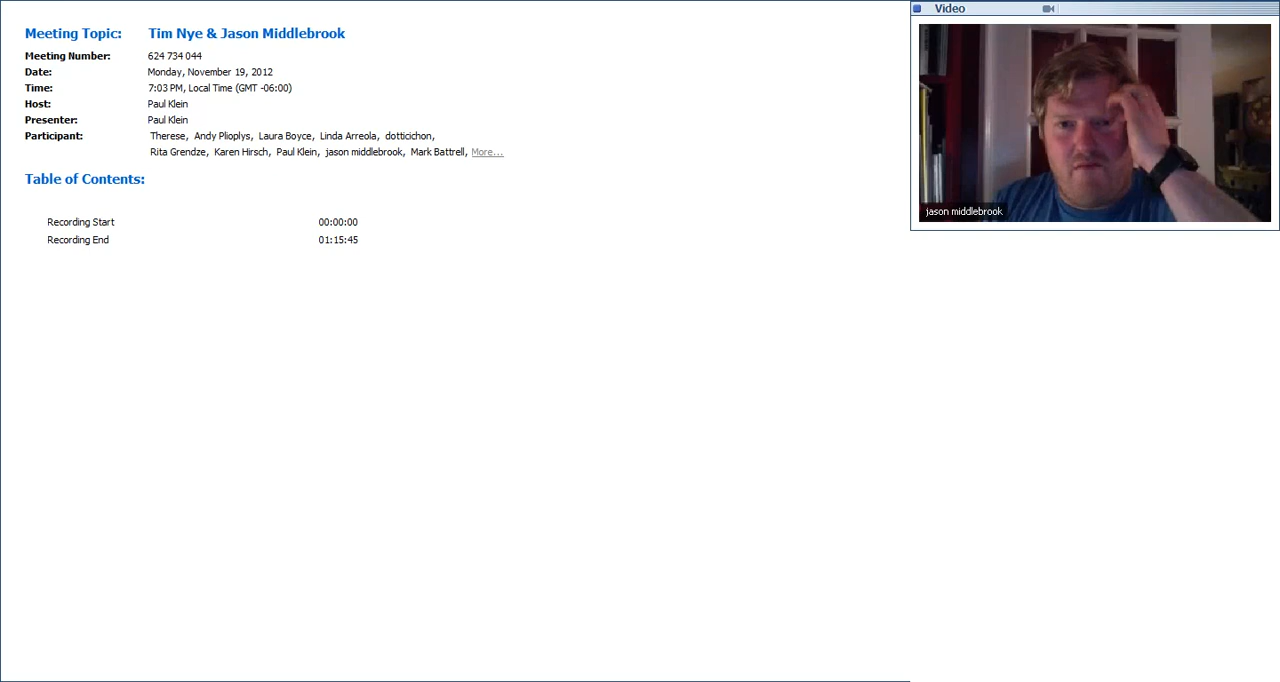 Meeting Topic: Tim Nye & Jason Middlebrook
Meeting Number: 624 734 044
Date: Monday, November 19, 2012
Time: 7:03 PM, Local Time (GMT -06:00)
Host: Paul Klein
Presenter: Paul Klein
Participant: Therese, Andy Plioplys, Laura Boyce, Linda Arreola, dotticichon,
Rita Grendze, Karen Hirsch, Paul Klein, jason middlebrook, Mark Battrell, More...
Table of Contents:
Recording Start 00:00:00
Recording End 01:15:45
Video
jason middlebrook